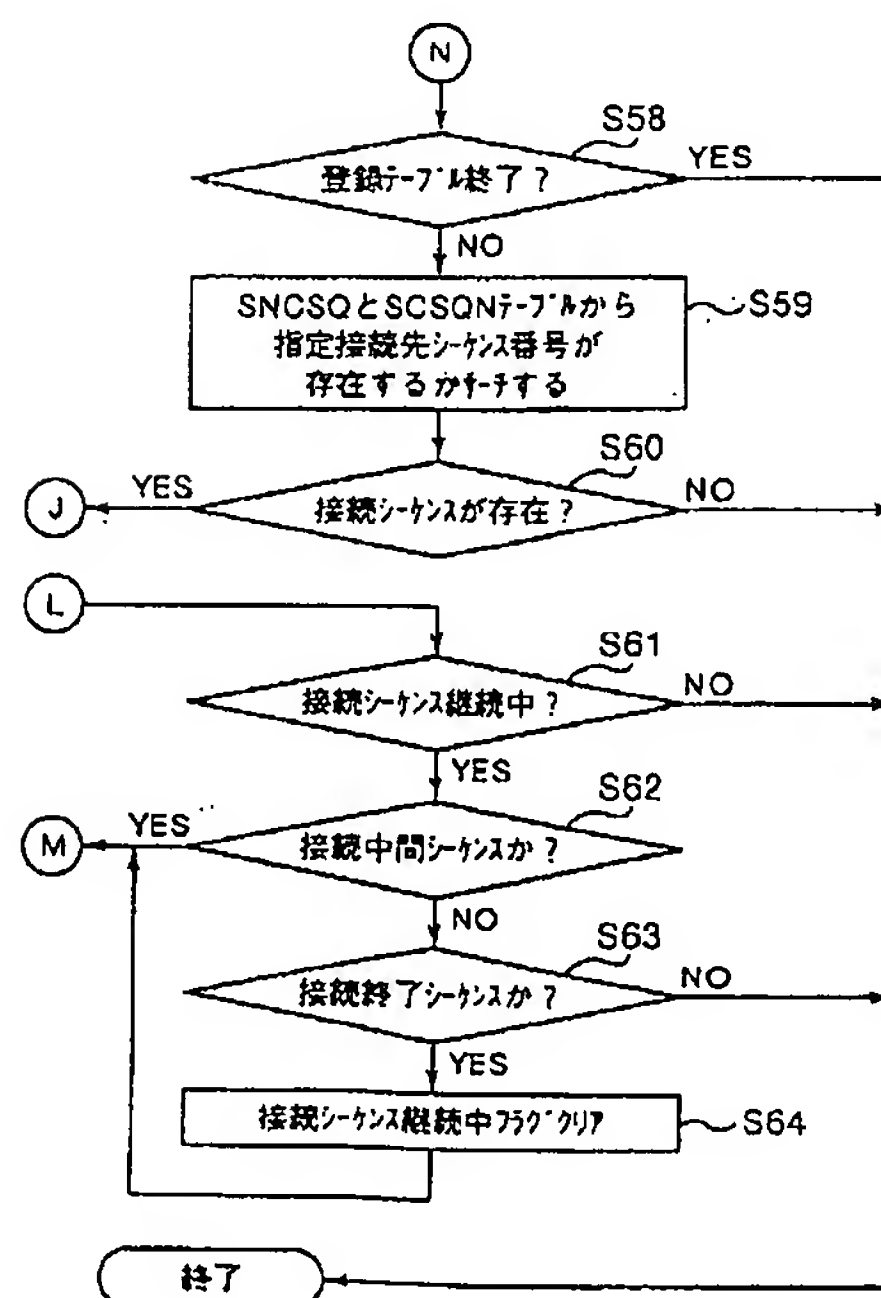 N
S58
登録テーブル終了?
YES
NO
SNCSQとSCSQNテーブルから
指定接続先シーケンス番号が
存在するかサーチする
S59
S60
J
YES
接続シーケンスが存在?
NO
L
S61
接続シーケンス継続中?
NO
YES
S62
M
YES
接続中間シーケンスか?
NO
S63
接続終了シーケンスか?
NO
YES
接続シーケンス継続中フラグクリア
S64
終了